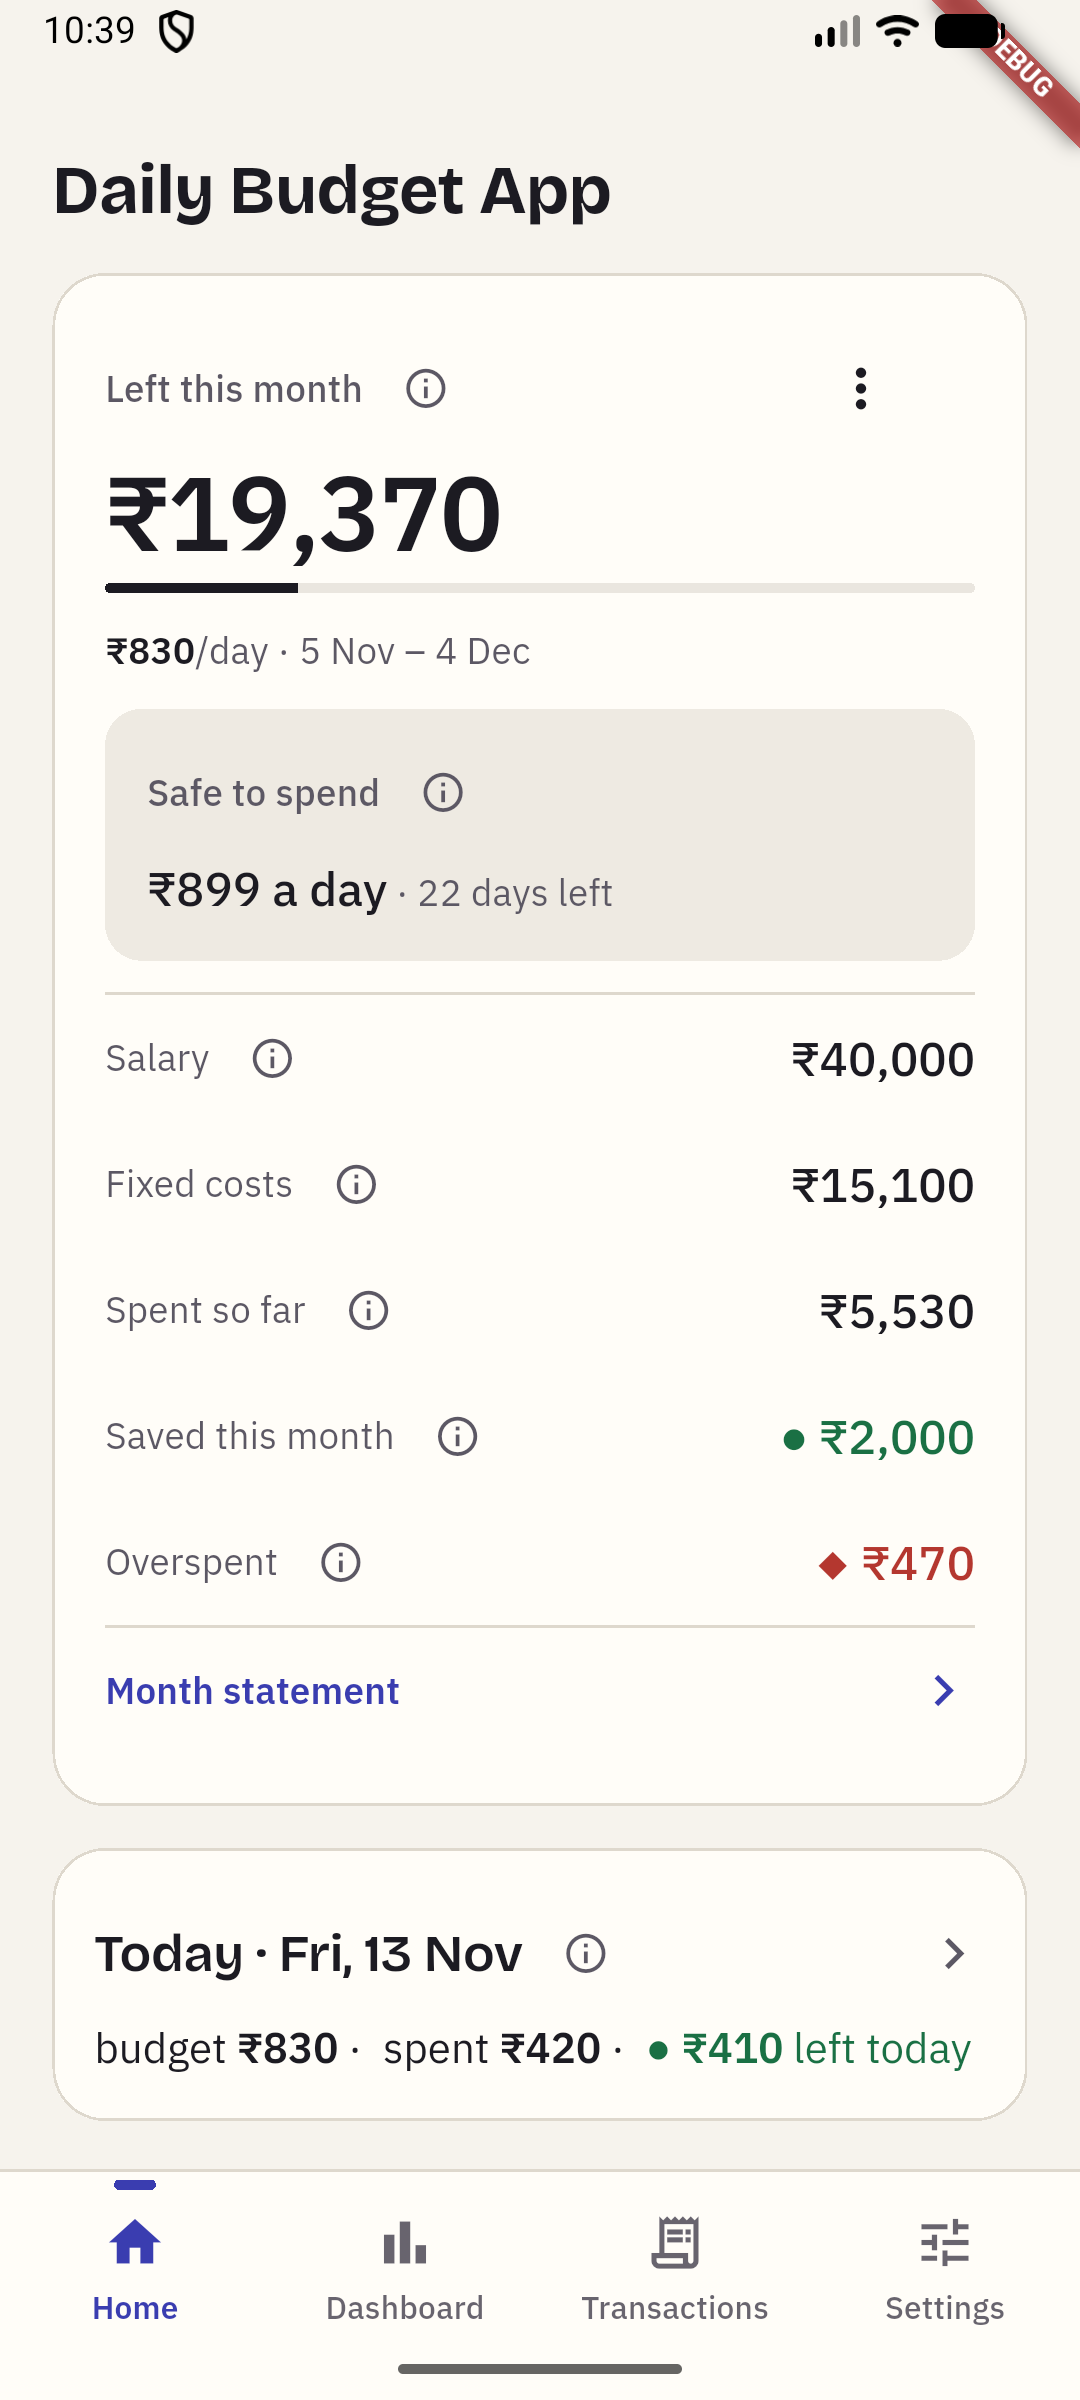 10:39
EBUG
Daily Budget App
Left this month
₹19,370
₹830/day · 5 Nov – 4 Dec
Safe to spend
₹899 a day · 22 days left
Salary ₹40,000
Fixed costs ₹15,100
Spent so far ₹5,530
Saved this month ● ₹2,000
Overspent ◆ ₹470
Month statement
Today · Fri, 13 Nov
budget ₹830 · spent ₹420 · ● ₹410 left today
Home Dashboard Transactions Settings